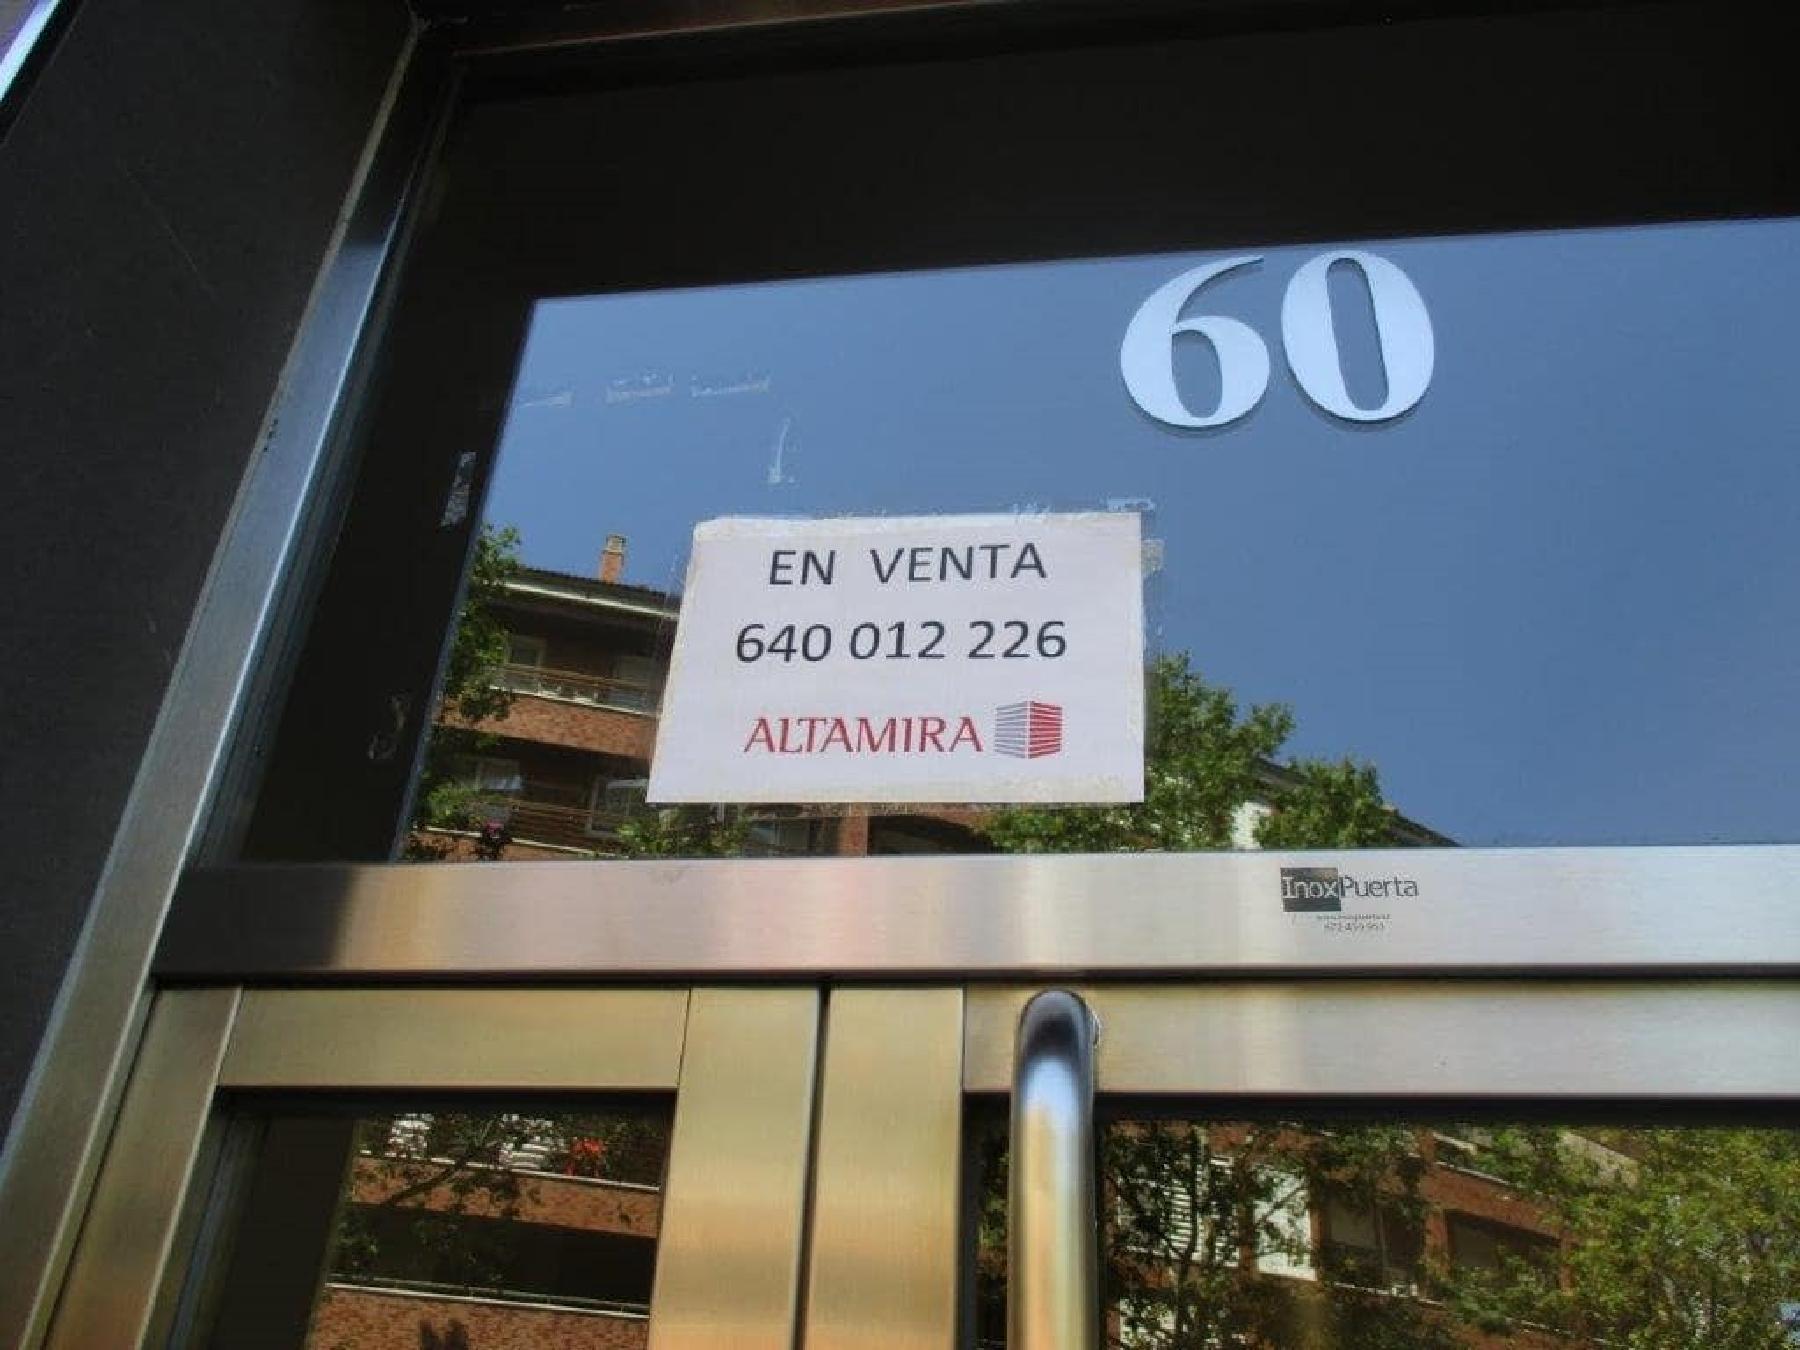 60
EN VENTA
640 012 226
ALTAMIRA
InoxPuerta